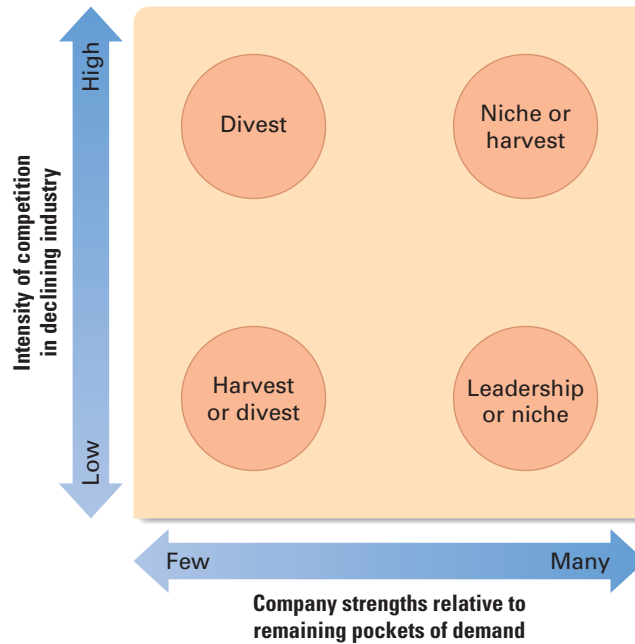 High
Divest
Niche or
harvest
Intensity of competition
in declining industry
Harvest
or divest
Leadership
or niche
Low
Few
Many
Company strengths relative to
remaining pockets of demand